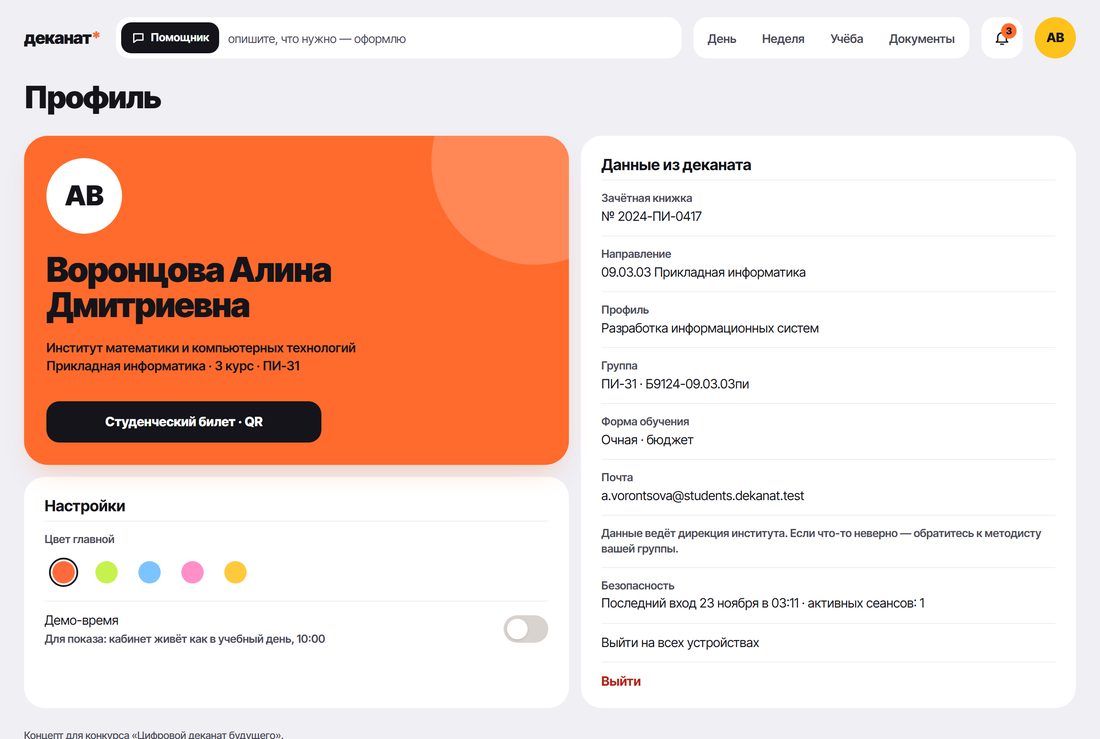 деканат*
Помощник
опишите, что нужно — оформлю
День Неделя Учёба Документы
3
АВ
Профиль
АВ
Воронцова Алина
Дмитриевна
Институт математики и компьютерных технологий
Прикладная информатика · 3 курс · ПИ-31
Студенческий билет · QR
Настройки
Цвет главной
Демо-время
Для показа: кабинет живёт как в учебный день, 10:00
Данные из деканата
Зачётная книжка
№ 2024-ПИ-0417
Направление
09.03.03 Прикладная информатика
Профиль
Разработка информационных систем
Группа
ПИ-31 · Б9124-09.03.03пи
Форма обучения
Очная · бюджет
Почта
a.vorontsova@students.dekanat.test
Данные ведёт дирекция института. Если что-то неверно — обратитесь к методисту
вашей группы.
Безопасность
Последний вход 23 ноября в 03:11 · активных сеансов: 1
Выйти на всех устройствах
Выйти
Концепт для конкурса «Цифровой деканат будущего».